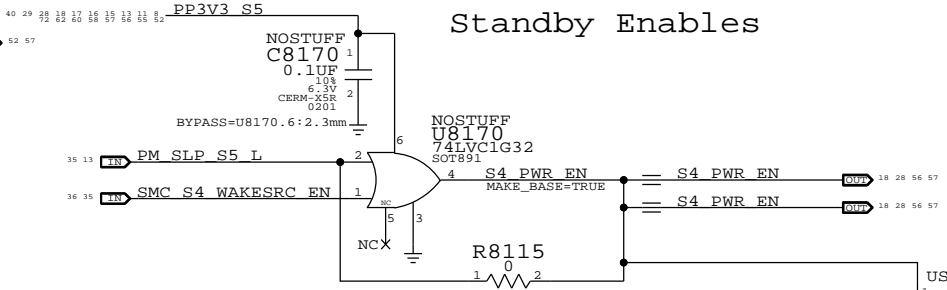 Standby Enables
40 29 28 18 17 16 15 13 11 8
72 62 60 58 57 56 55 52
PP3V3_S5
52 57
NOSTUFF
C8170
0.1UF
10%
6.3V
CERM-X5R
0201
1
2
BYPASS=U8170.6:2.3mm
NOSTUFF
U8170
74LVC1G32
SOT891
6
35 13 IN PM_SLP_S5_L 2
4 S4_PWR_EN
MAKE_BASE=TRUE
S4_PWR_EN OUT 18 28 56 57
36 35 IN SMC_S4_WAKESRC_EN 1
NC
5
3
NC
S4_PWR_EN OUT 18 28 56 57
R8115
0
1 2
US
1